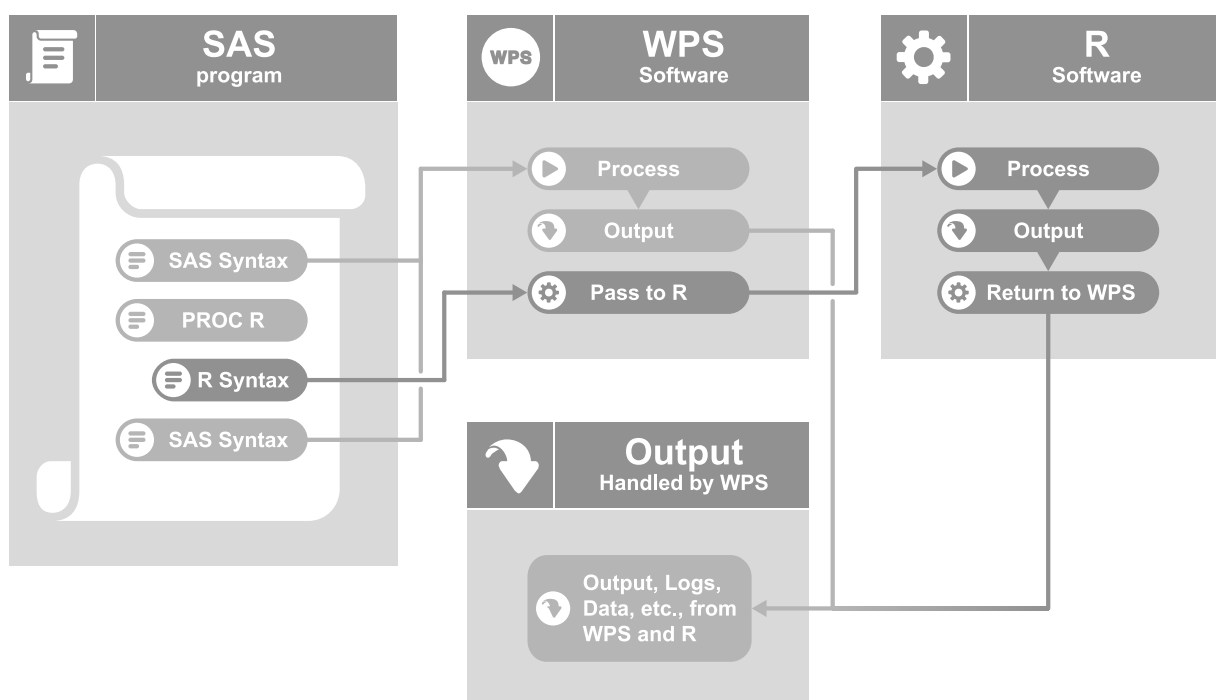 SAS
program
SAS Syntax
PROC R
R Syntax
SAS Syntax
WPS
WPS
Software
Process
Output
Pass to R
R
Software
Process
Output
Return to WPS
Output
Handled by WPS
Output, Logs,
Data, etc., from
WPS and R